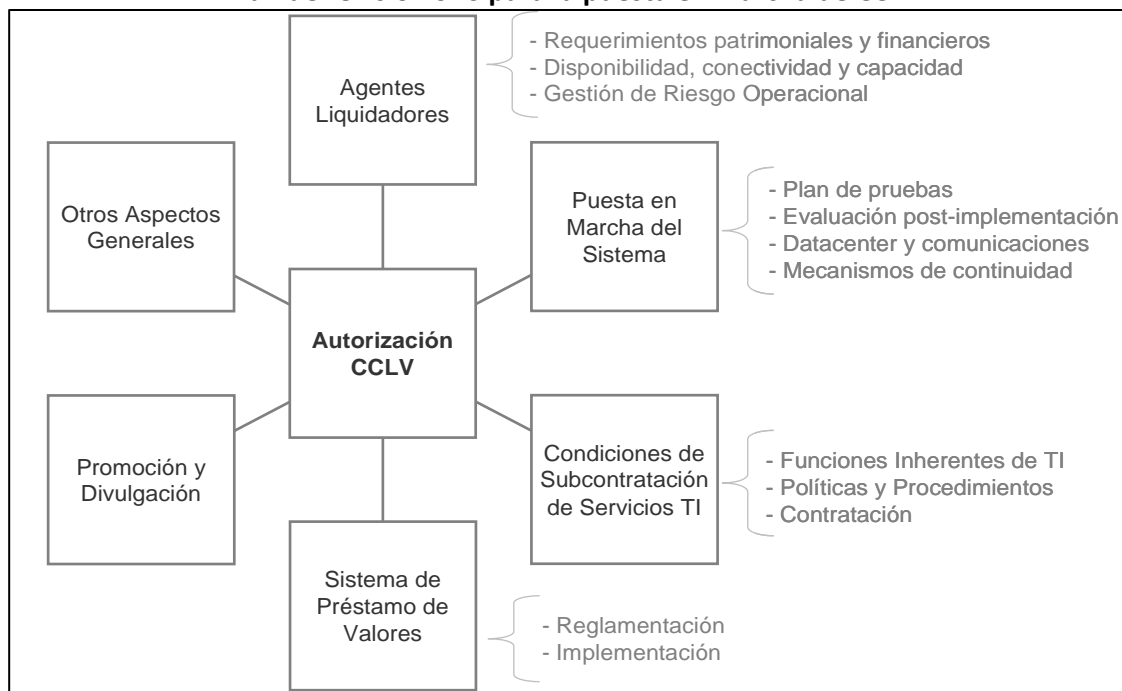 - Requerimientos patrimoniales y financieros
- Disponibilidad, conectividad y capacidad
- Gestión de Riesgo Operacional
Agentes
Liquidadores
Otros Aspectos
Generales
Puesta en
Marcha del
Sistema
- Plan de pruebas
- Evaluación post-implementación
- Datacenter y comunicaciones
- Mecanismos de continuidad
Autorización
CCLV
Promoción y
Divulgación
Condiciones de
Subcontratación
de Servicios TI
- Funciones Inherentes de TI
- Políticas y Procedimientos
- Contratación
Sistema de
Préstamo de
Valores
- Reglamentación
- Implementación